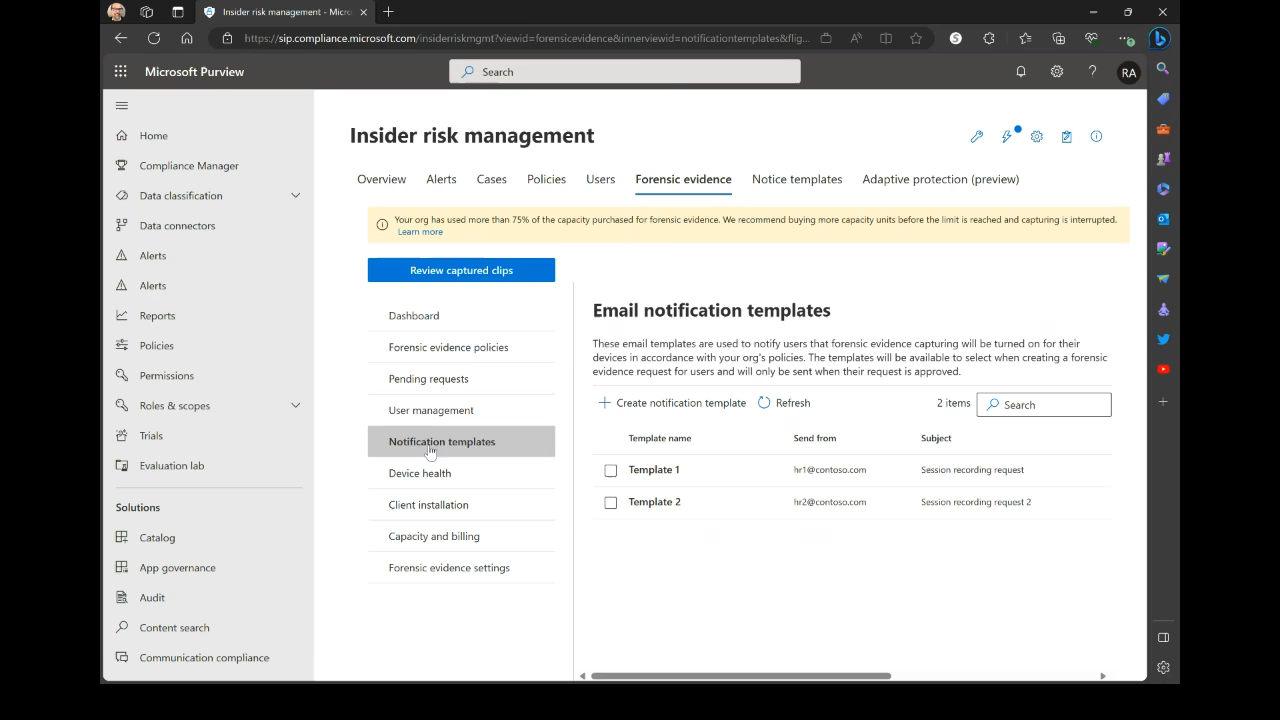 Insider risk management - Micro
https://sip.compliance.microsoft.com/insiderriskmgmt?viewid=forensicevidence&innerviewid=notificationtemplates&flig...
Microsoft Purview
Search
RA
Home
Compliance Manager
Data classification
Data connectors
Alerts
Alerts
Reports
Policies
Permissions
Roles & scopes
Trials
Evaluation lab
Solutions
Catalog
App governance
Audit
Content search
Communication compliance
Insider risk management
Overview Alerts Cases Policies Users Forensic evidence Notice templates Adaptive protection (preview)
Your org has used more than 75% of the capacity purchased for forensic evidence. We recommend buying more capacity units before the limit is reached and capturing is interrupted.
Learn more
Review captured clips
Dashboard
Forensic evidence policies
Pending requests
User management
Notification templates
Device health
Client installation
Capacity and billing
Forensic evidence settings
Email notification templates
These email templates are used to notify users that forensic evidence capturing will be turned on for their
devices in accordance with your org's policies. The templates will be available to select when creating a forensic
evidence request for users and will only be sent when their request is approved.
Create notification template Refresh 2 items Search
Template name Send from Subject
Template 1 hr1@contoso.com Session recording request
Template 2 hr2@contoso.com Session recording request 2